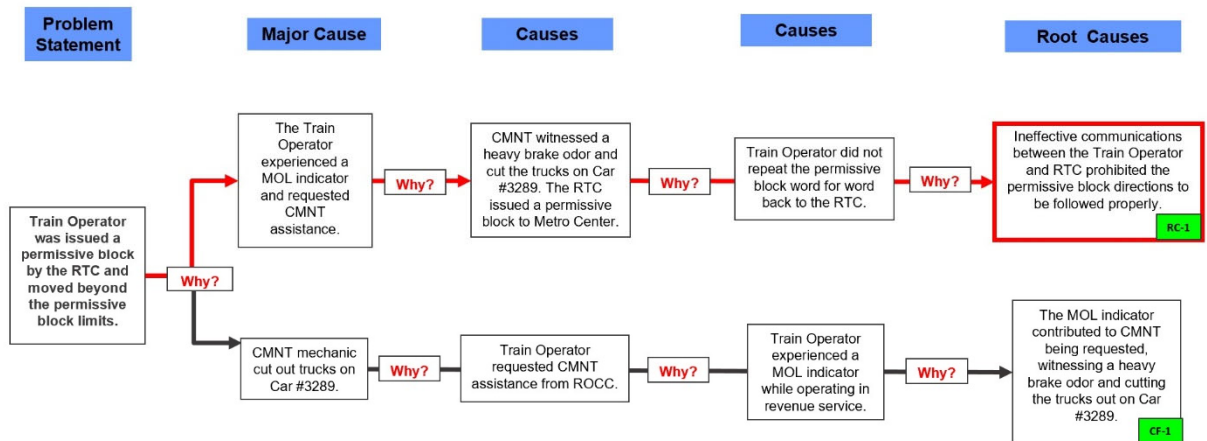 Problem
Statement
Major Cause
Causes
Causes
Root Causes
Train Operator
was issued a
permissive block
by the RTC and
moved beyond
the permissive
block limits.
Why?
The Train
Operator
experienced a
MOL indicator
and requested
CMNT
assistance.
Why?
CMNT witnessed a
heavy brake odor and
cut the trucks on Car
#3289. The RTC
issued a permissive
block to Metro Center.
Why?
Train Operator did not
repeat the permissive
block word for word
back to the RTC.
Why?
Ineffective communications
between the Train Operator
and RTC prohibited the
permissive block directions to
be followed properly.
RC-1
CMNT mechanic
cut out trucks on
Car #3289.
Why?
Train Operator
requested CMNT
assistance from ROCC.
Why?
Train Operator
experienced a
MOL indicator
while operating in
revenue service.
Why?
The MOL indicator
contributed to CMNT
being requested,
witnessing a heavy
brake odor and cutting
the trucks out on Car
#3289.
CF-1